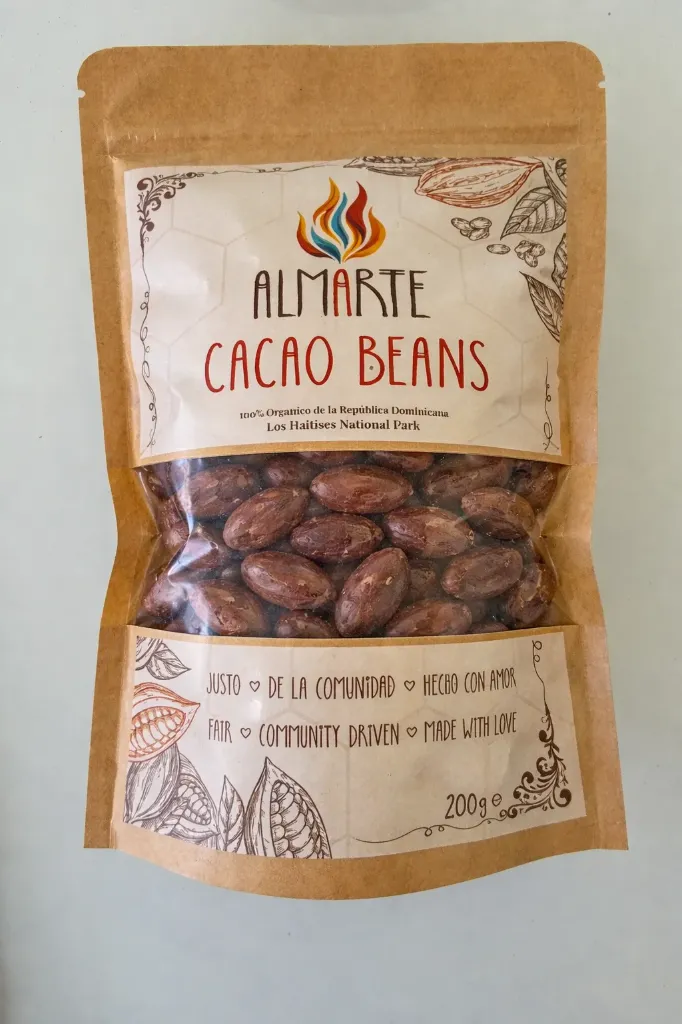 ALMARTE
CACAO BEANS
100% Organico de la República Dominicana
Los Haitises National Park
JUSTO ♡ DE LA COMUNIDAD ♡ HECHO CON AMOR
FAIR ♡ COMMUNITY DRIVEN ♡ MADE WITH LOVE
200g ℮